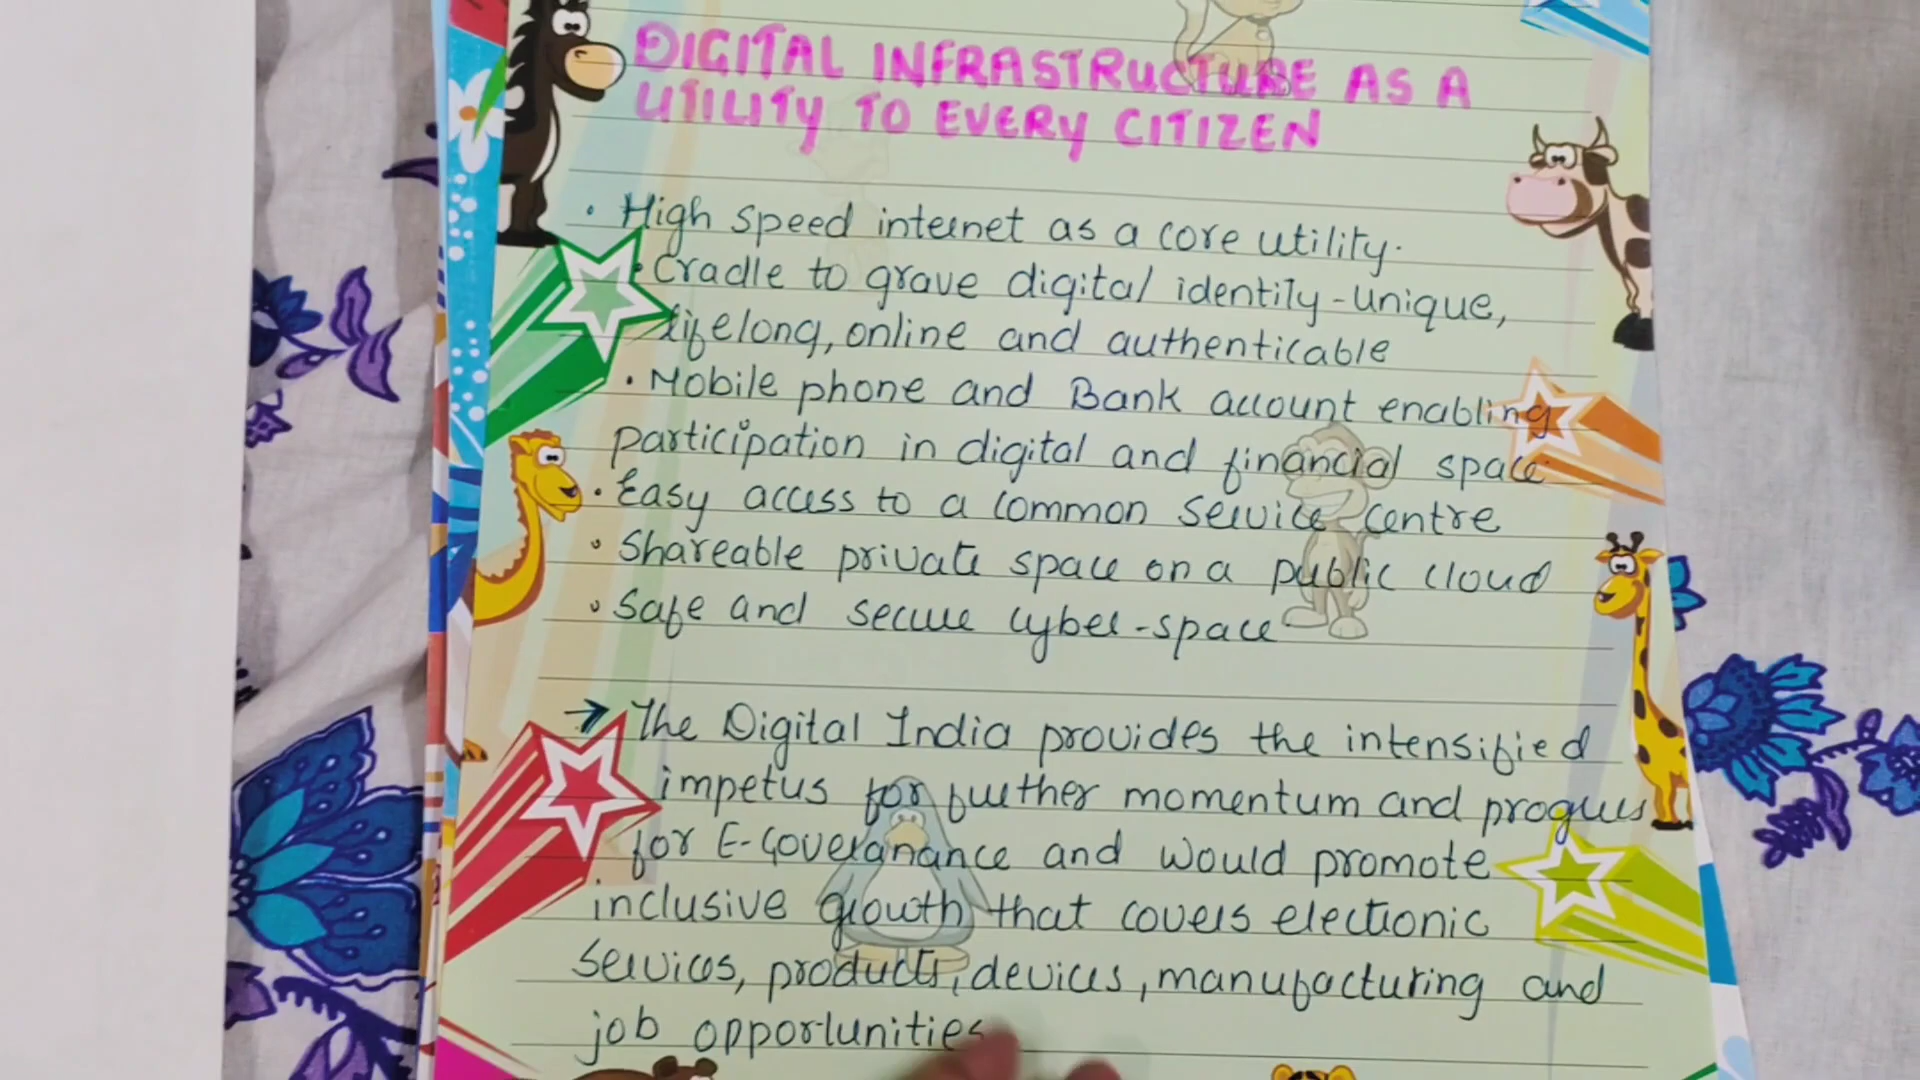 DIGITAL INFRASTRUCTURE AS A
UTILITY TO EVERY CITIZEN
• High speed internet as a core utility.
• Cradle to grave digital identity - Unique,
lifelong, online and authenticable
• Mobile phone and Bank account enabling
participation in digital and financial space
• Easy access to a common service centre
• Shareable private space on a public cloud
• Safe and secure cyber-space
→ The Digital India provides the intensified
impetus for further momentum and progress
for E-Goveranance and would promote
inclusive growth that covers electronic
services, products, devices, manufacturing and
job opportunities